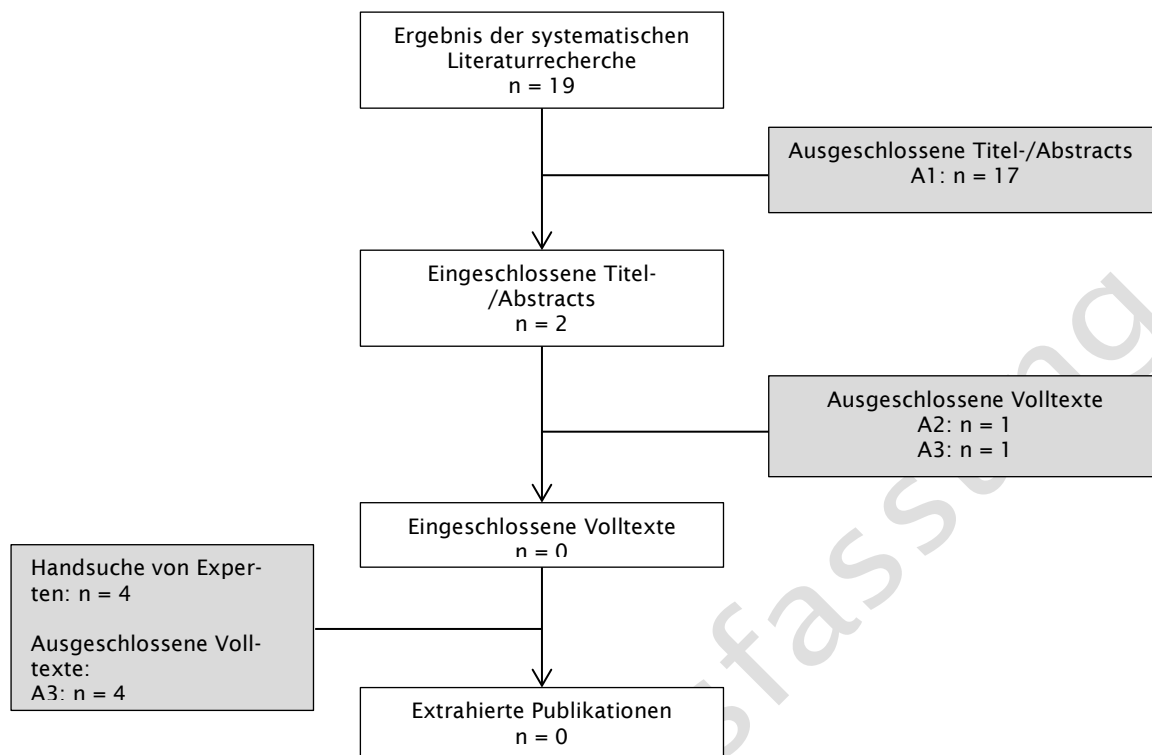 Ergebnis der systematischen
Literaturrecherche
n = 19
Ausgeschlossene Titel-/Abstracts
A1: n = 17
Eingeschlossene Titel-
/Abstracts
n = 2
Ausgeschlossene Volltexte
A2: n = 1
A3: n = 1
Eingeschlossene Volltexte
n = 0
Handsuche von Exper-
ten: n = 4
Ausgeschlossene Voll-
texte:
A3: n = 4
Extrahierte Publikationen
n = 0